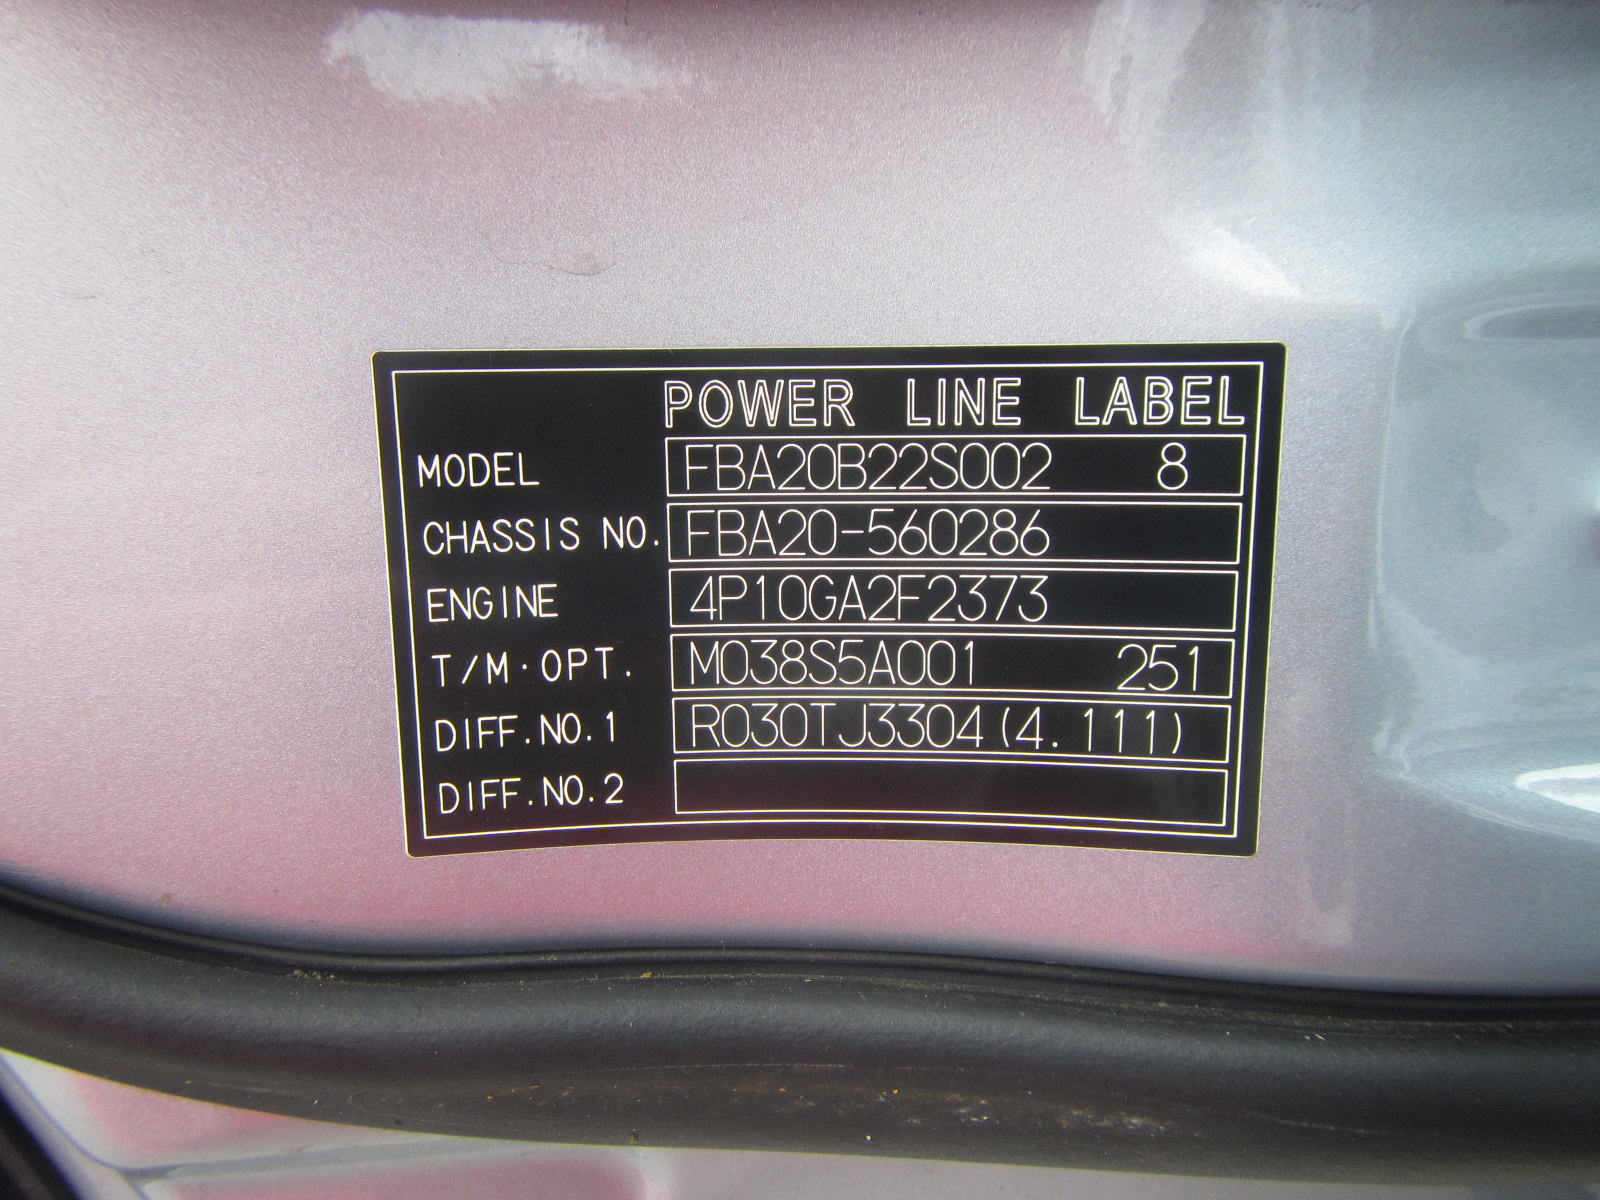 POWER LINE LABEL
MODEL FBA20B22S002 8
CHASSIS NO. FBA20-560286
ENGINE 4P10GA2F2373
T/M·OPT. M038S5A001 251
DIFF.NO.1 R030TJ3304(4.111)
DIFF.NO.2